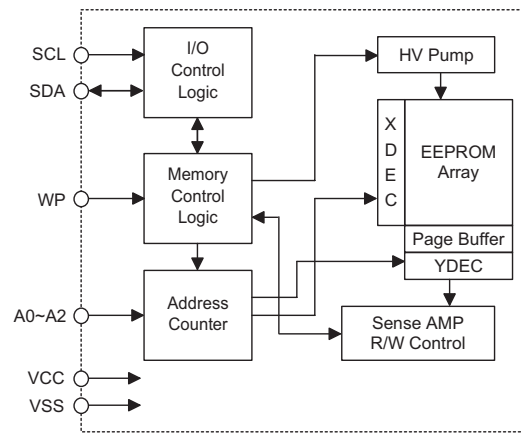 SCL
SDA
WP
A0~A2
VCC
VSS
I/O
Control
Logic
Memory
Control
Logic
Address
Counter
HV Pump
X
D
E
C
EEPROM
Array
Page Buffer
YDEC
Sense AMP
R/W Control